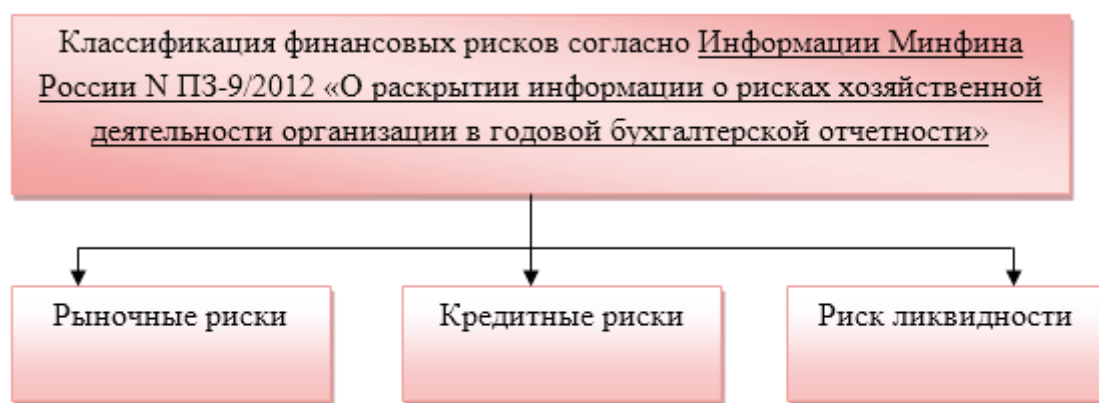 Классификация финансовых рисков согласно Информации Минфина
России N ПЗ-9/2012 «О раскрытии информации о рисках хозяйственной
деятельности организации в годовой бухгалтерской отчетности»
Рыночные риски
Кредитные риски
Риск ликвидности